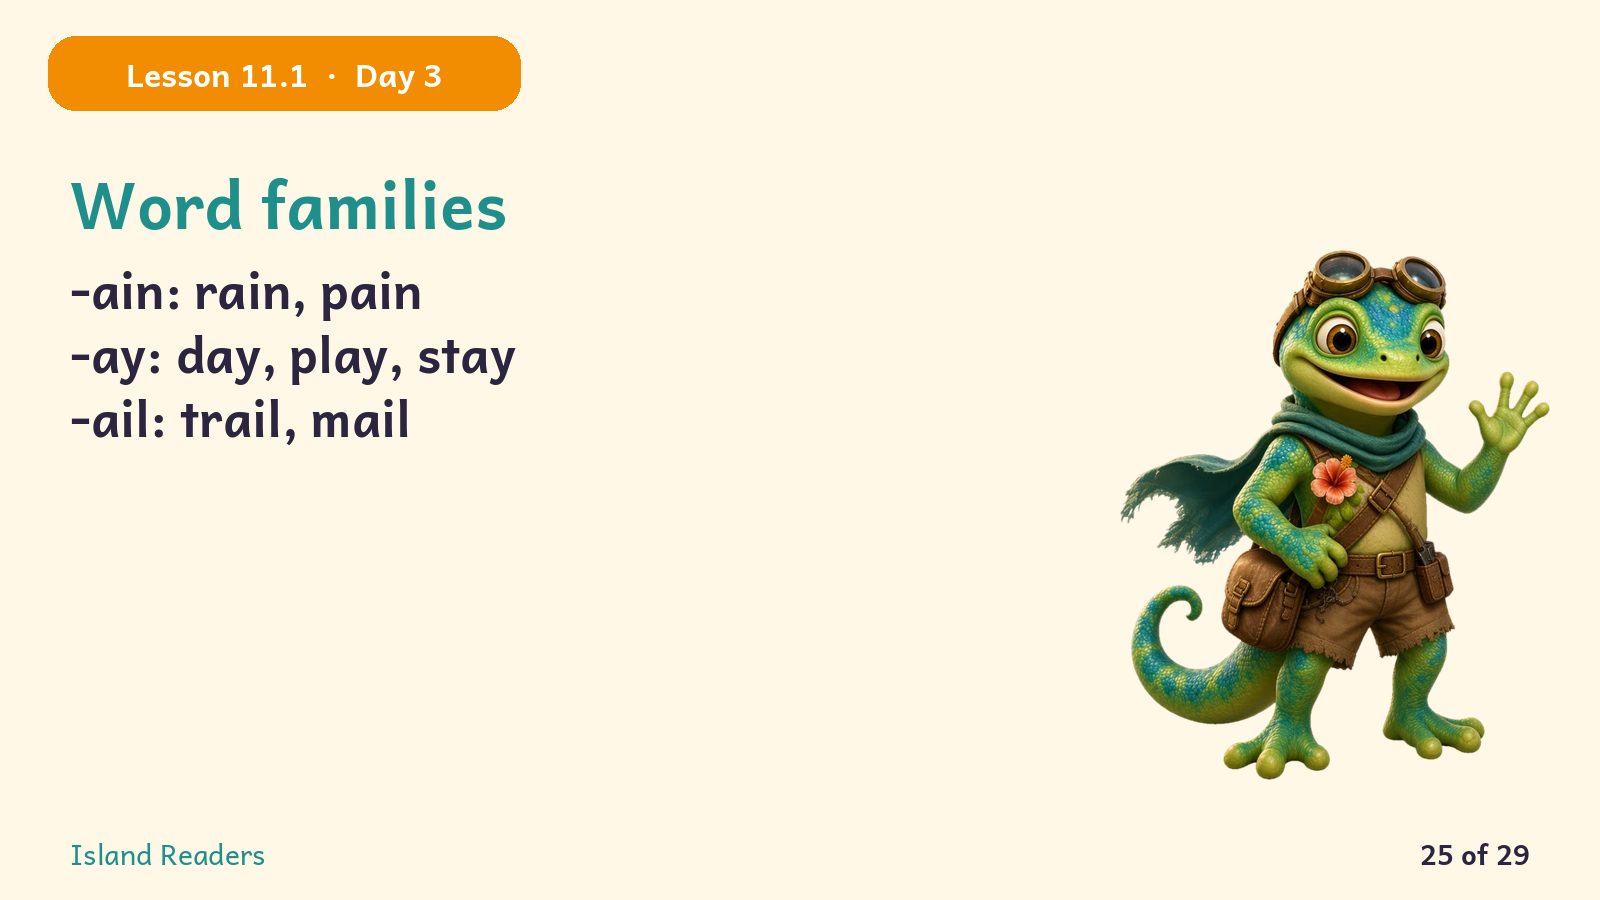 Lesson 11.1 · Day 3
Word families
-ain: rain, pain
-ay: day, play, stay
-ail: trail, mail
Island Readers
25 of 29